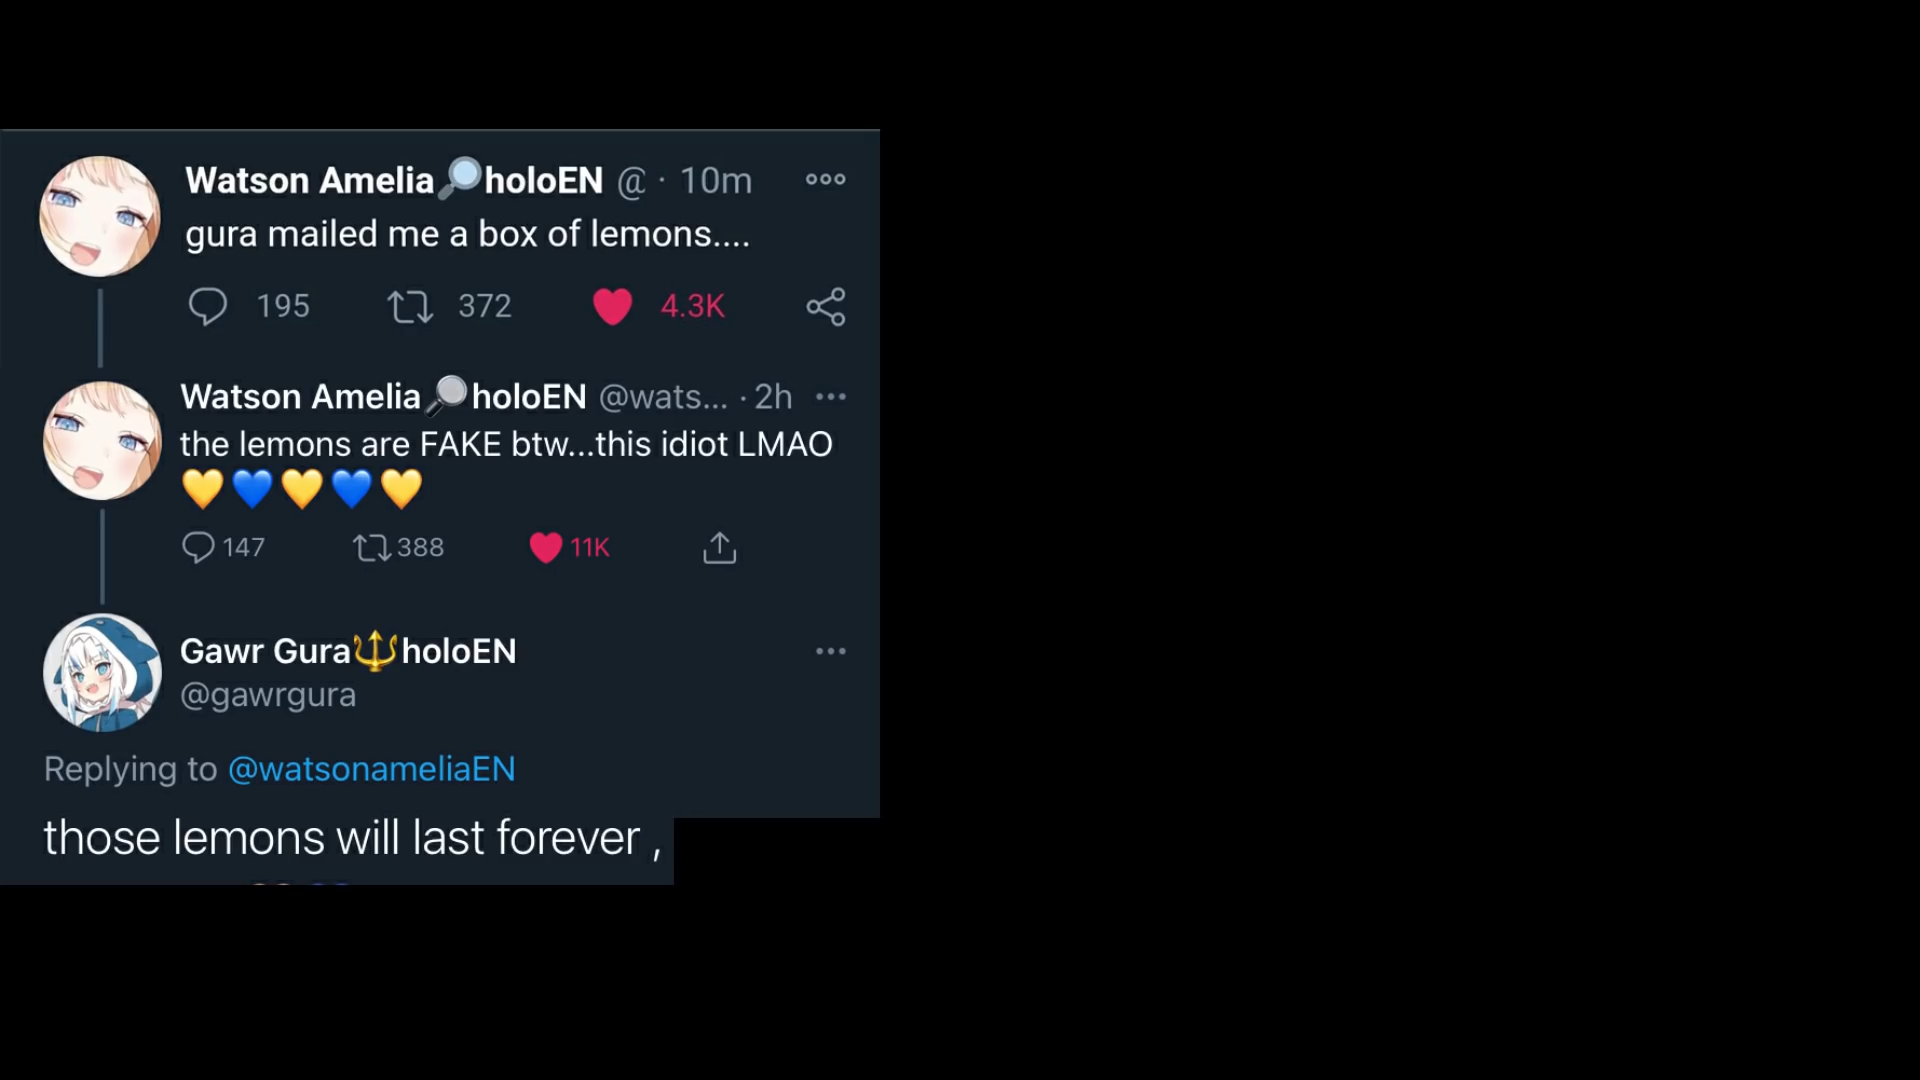 Watson Amelia🔎holoEN @ · 10m
gura mailed me a box of lemons....
195 372 4.3K
Watson Amelia🔎holoEN @wats... · 2h
the lemons are FAKE btw...this idiot LMAO
💛💙💛💙💛
147 388 11K
Gawr Gura🔱holoEN
@gawrgura
Replying to @watsonameliaEN
those lemons will last forever ,